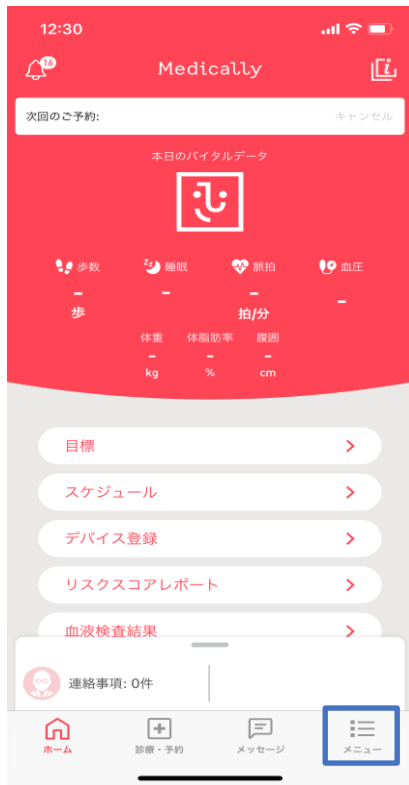 12:30
16
Medically
次回のご予約: キャンセル
本日のバイタルデータ
歩数 睡眠 脈拍 血圧
- - - -
歩 拍/分
体重 体脂肪率 腹囲
- - -
kg % cm
目標
スケジュール
デバイス登録
リスクスコアレポート
血液検査結果
連絡事項: 0件
ホーム 診療・予約 メッセージ メニュー